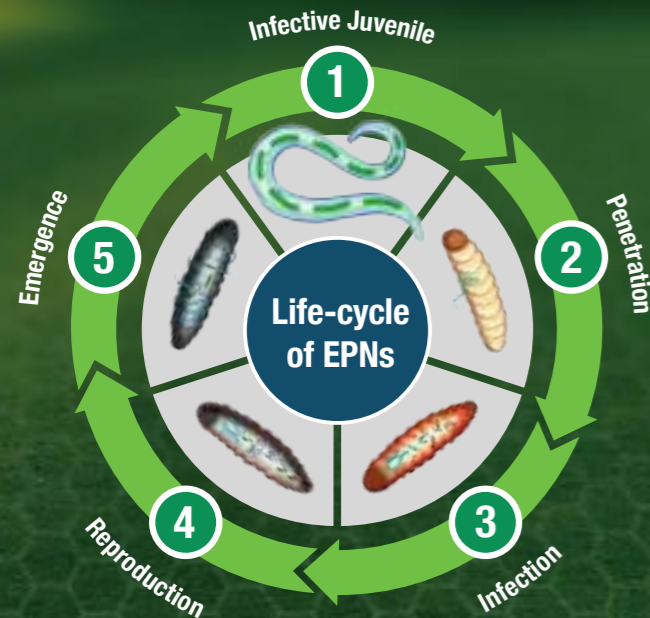 Infective Juvenile
1
Penetration
2
3
Infection
4
Reproduction
5
Emergence
Life-cycle
of EPNs